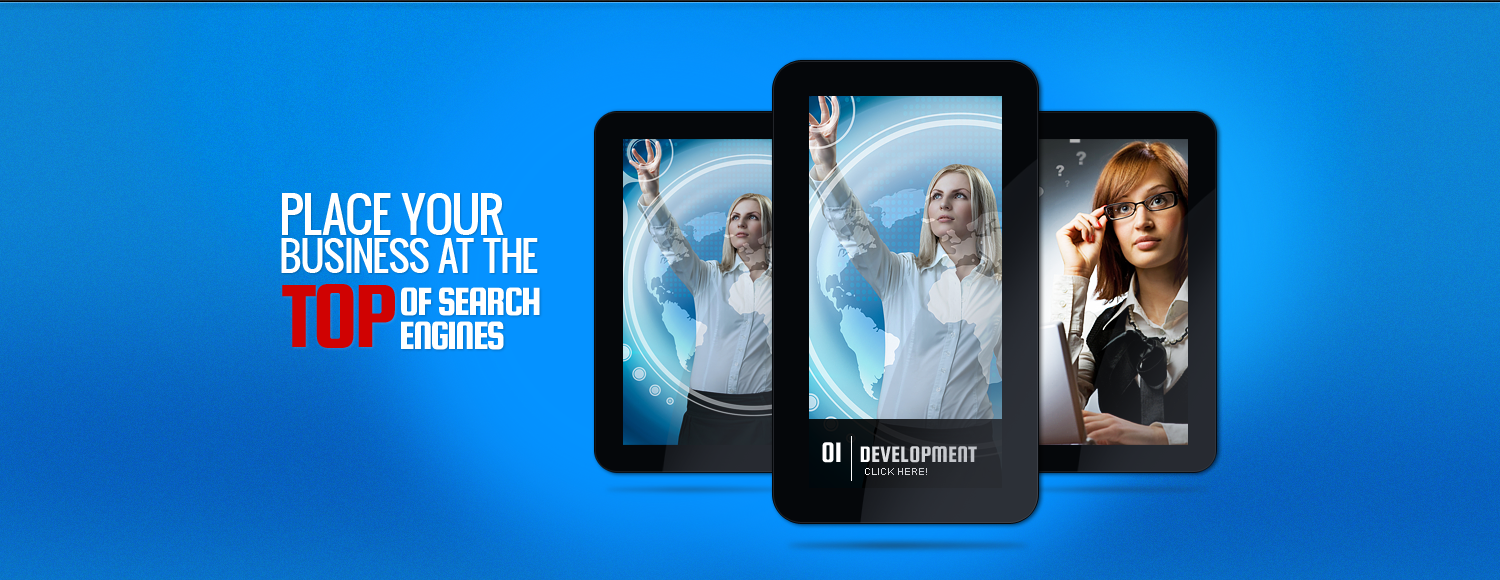 PLACE YOUR
BUSINESS AT THE
TOP OF SEARCH
ENGINES
01 DEVELOPMENT
CLICK HERE!
? ? ?